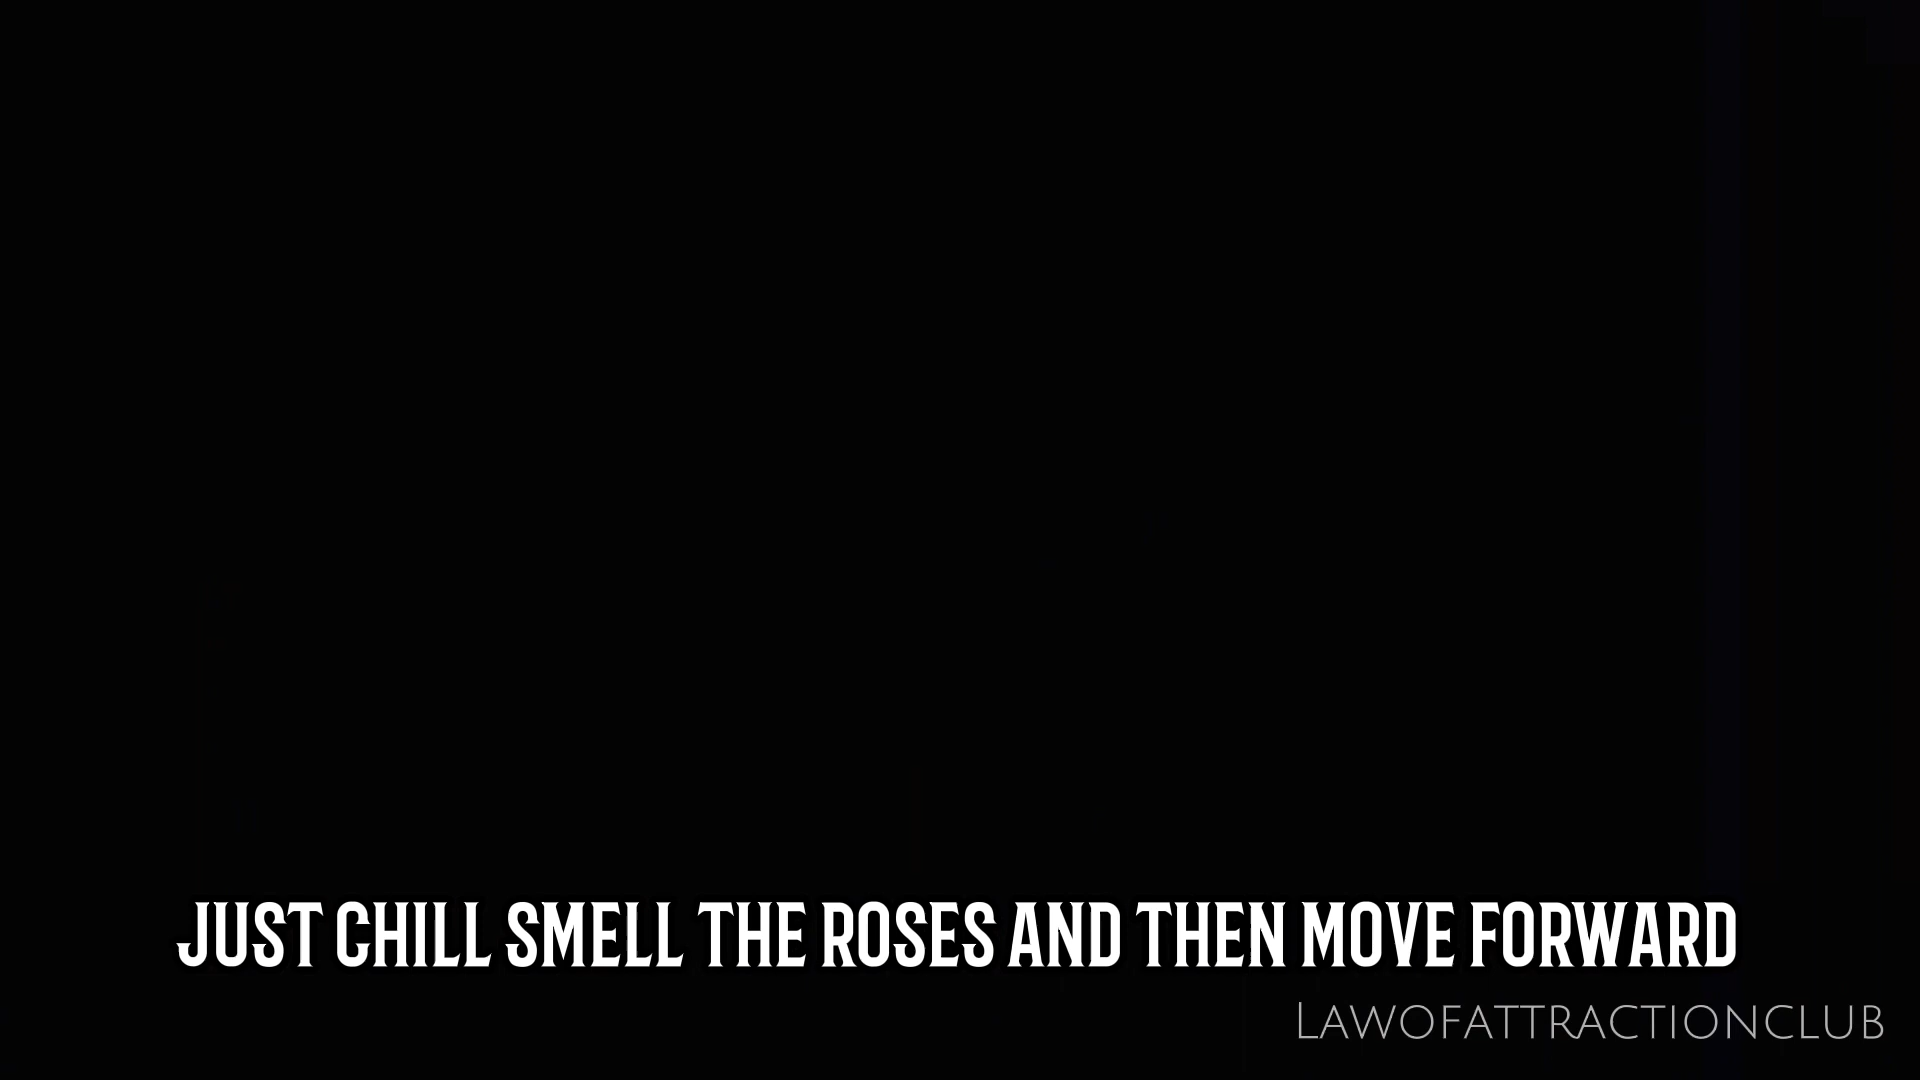 JUST CHILL SMELL THE ROSES AND THEN MOVE FORWARD
LAWOFATTRACTIONCLUB